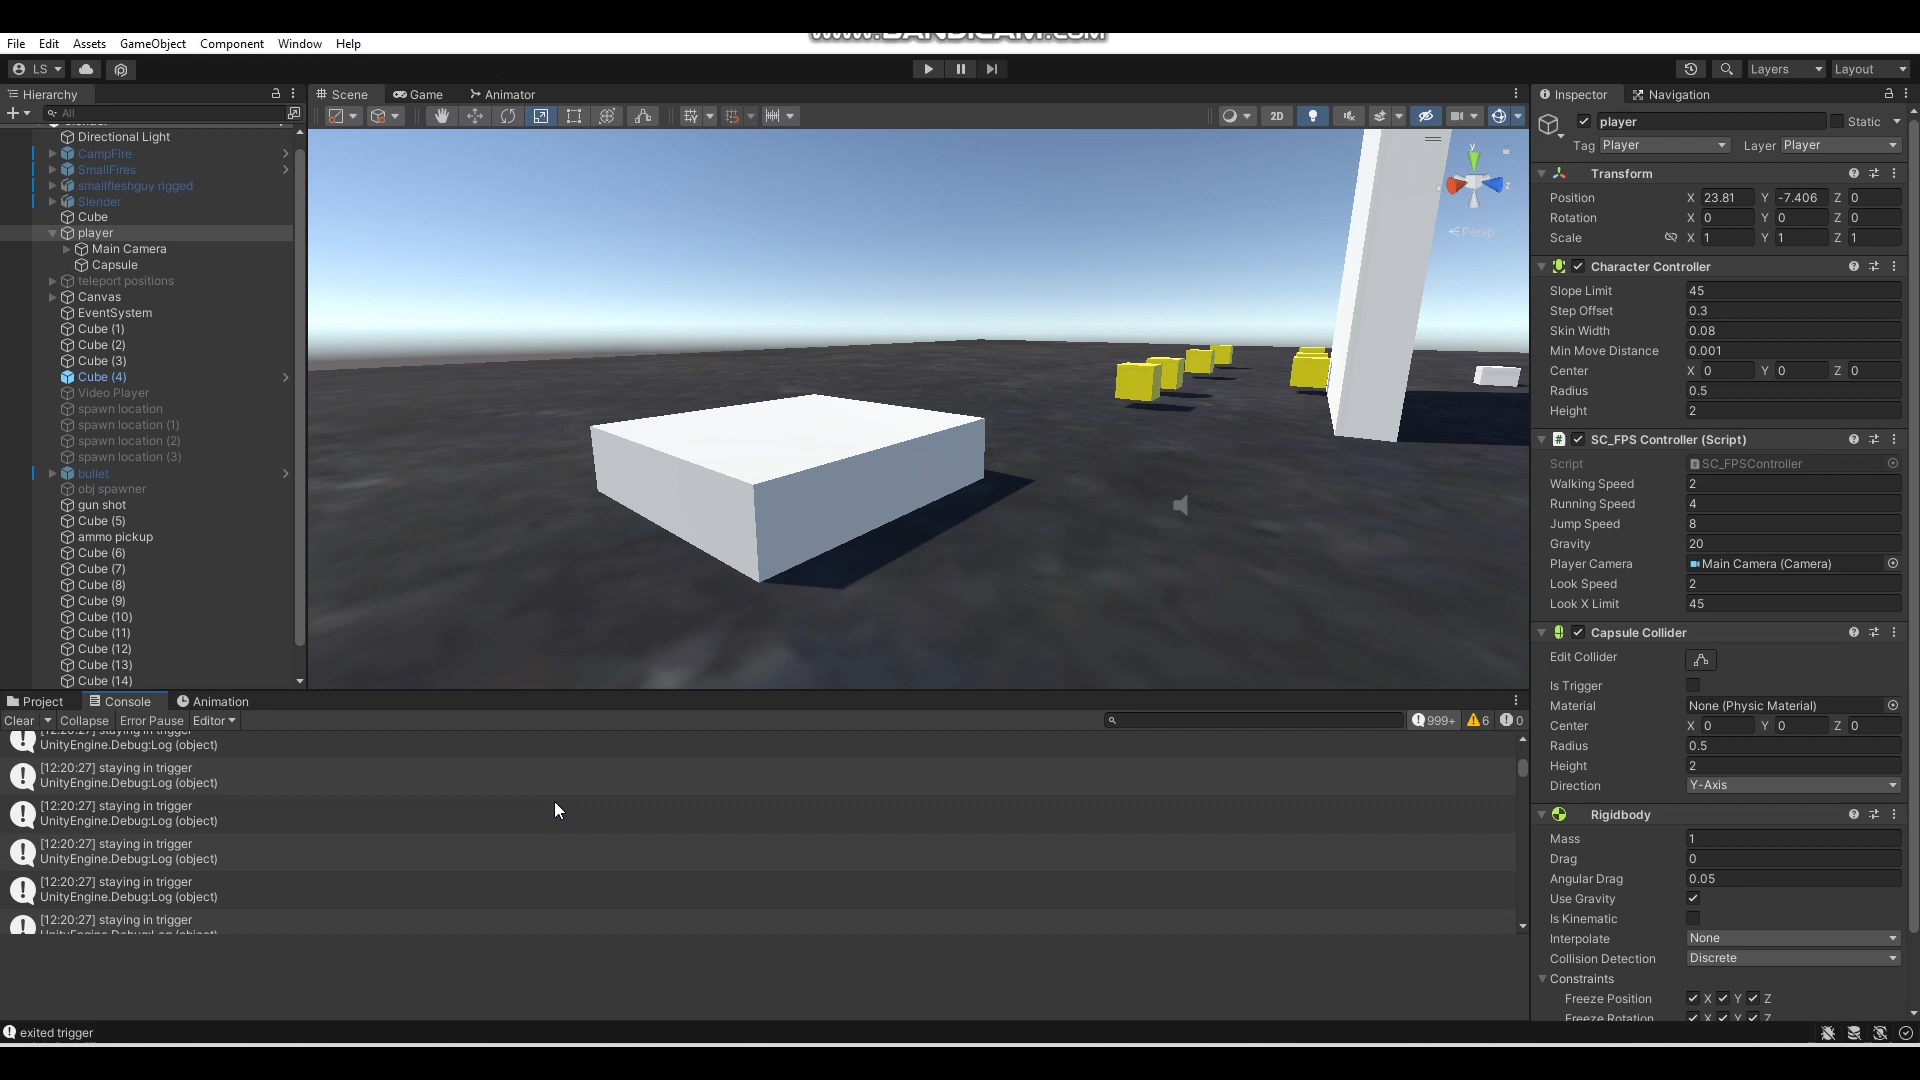 www.BANDICAM.com
File Edit Assets GameObject Component Window Help
LS Layers Layout
Hierarchy
All
Directional Light
CampFire
SmallFires
smallfleshguy rigged
Slender
Cube
player
Main Camera
Capsule
teleport positions
Canvas
EventSystem
Cube (1)
Cube (2)
Cube (3)
Cube (4)
Video Player
spawn location
spawn location (1)
spawn location (2)
spawn location (3)
bullet
obj spawner
gun shot
Cube (5)
ammo pickup
Cube (6)
Cube (7)
Cube (8)
Cube (9)
Cube (10)
Cube (11)
Cube (12)
Cube (13)
Cube (14)
Scene Game Animator
2D
y
z
Persp
Inspector Navigation
player Static
Tag Player Layer Player
Transform
Position X 23.81 Y -7.406 Z 0
Rotation X 0 Y 0 Z 0
Scale X 1 Y 1 Z 1
Character Controller
Slope Limit 45
Step Offset 0.3
Skin Width 0.08
Min Move Distance 0.001
Center X 0 Y 0 Z 0
Radius 0.5
Height 2
SC_FPS Controller (Script)
Script SC_FPSController
Walking Speed 2
Running Speed 4
Jump Speed 8
Gravity 20
Player Camera Main Camera (Camera)
Look Speed 2
Look X Limit 45
Capsule Collider
Edit Collider
Is Trigger
Material None (Physic Material)
Center X 0 Y 0 Z 0
Radius 0.5
Height 2
Direction Y-Axis
Rigidbody
Mass 1
Drag 0
Angular Drag 0.05
Use Gravity
Is Kinematic
Interpolate None
Collision Detection Discrete
Constraints
Freeze Position X Y Z
Freeze Rotation X Y Z
Project Console Animation
Clear Collapse Error Pause Editor 999+ 6 0
[12:20:27] staying in trigger
UnityEngine.Debug:Log (object)
[12:20:27] staying in trigger
UnityEngine.Debug:Log (object)
[12:20:27] staying in trigger
UnityEngine.Debug:Log (object)
[12:20:27] staying in trigger
UnityEngine.Debug:Log (object)
[12:20:27] staying in trigger
UnityEngine.Debug:Log (object)
[12:20:27] staying in trigger
UnityEngine.Debug:Log (object)
exited trigger